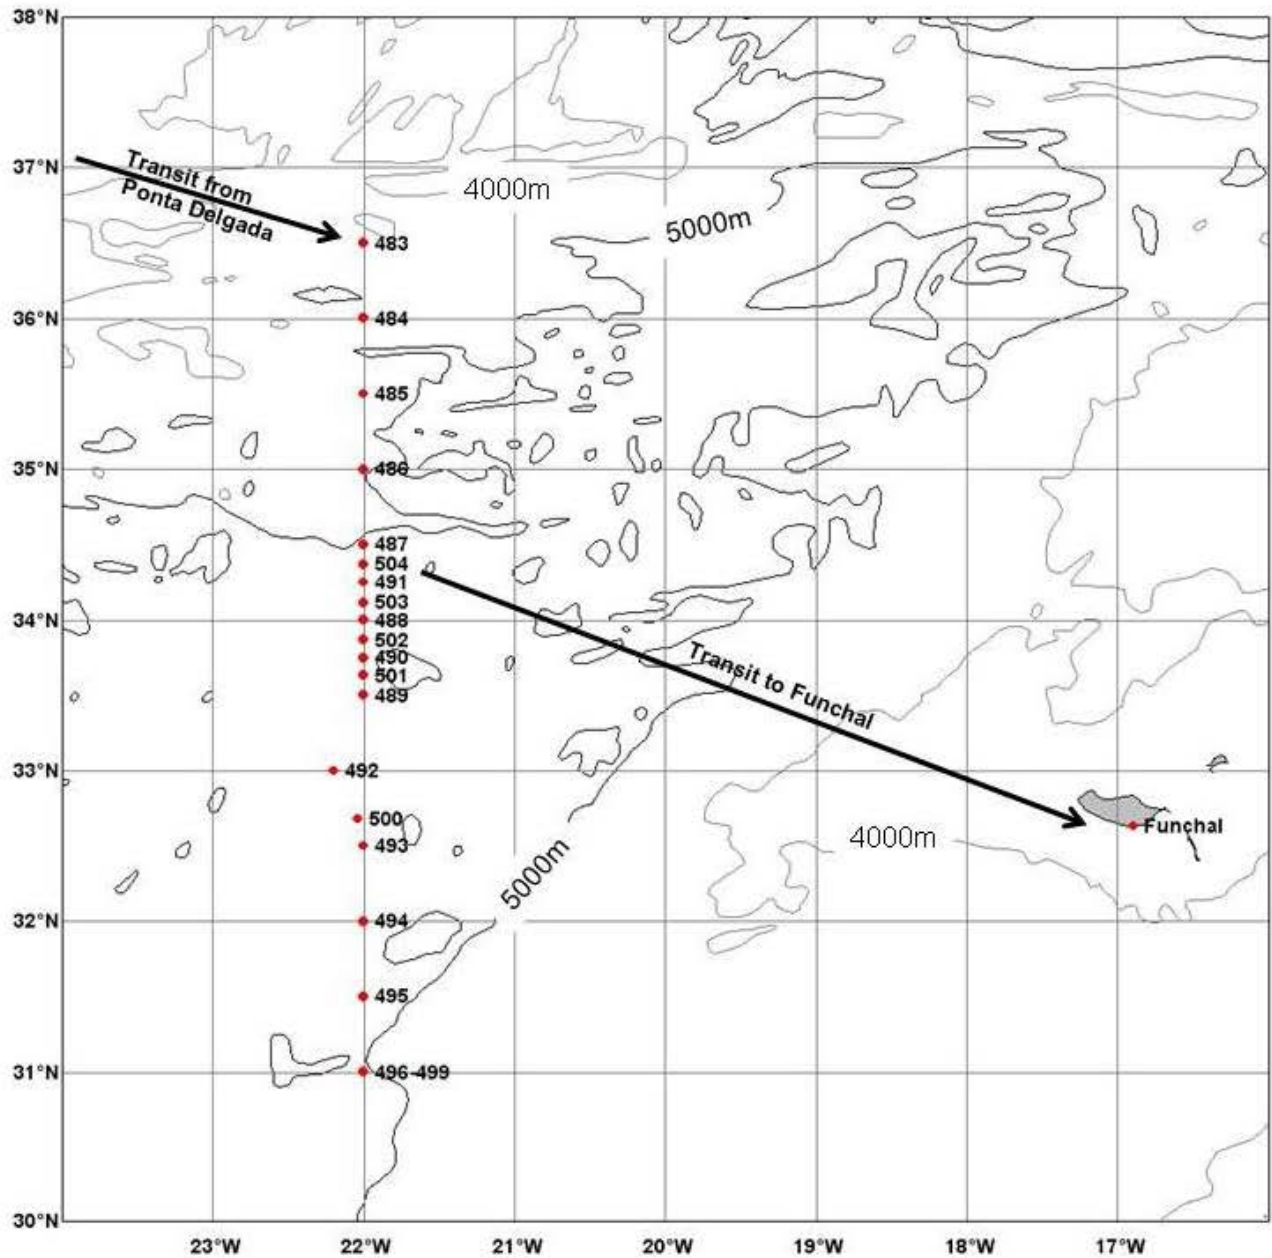 38°N
37°N
Transit from
Ponta Delgada
4000m
5000m
483
36°N
484
485
35°N
486
487
504
491
503
34°N
488
502
490
501
489
Transit to Funchal
33°N
492
500
493
Funchal
4000m
5000m
32°N
494
495
31°N
496-499
30°N
23°W 22°W 21°W 20°W 19°W 18°W 17°W